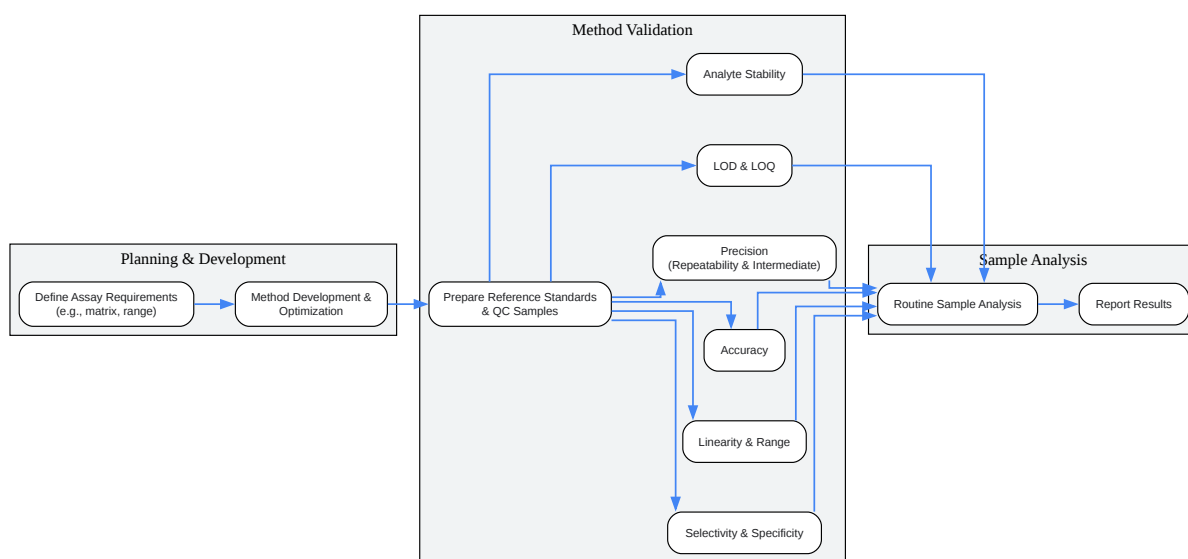 Method Validation
Analyte Stability
LOD & LOQ
Precision
(Repeatability & Intermediate)
Planning & Development
Define Assay Requirements
(e.g., matrix, range)
Method Development &
Optimization
Prepare Reference Standards
& QC Samples
Accuracy
Linearity & Range
Selectivity & Specificity
Sample Analysis
Routine Sample Analysis
Report Results